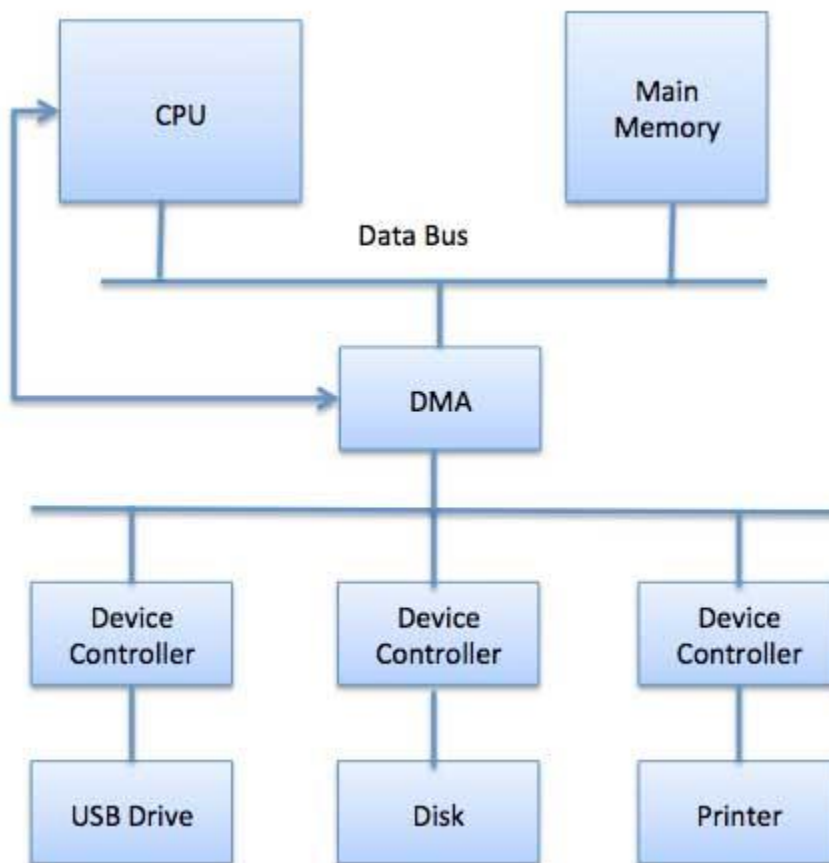 CPU
Main
Memory
Data Bus
DMA
Device
Controller
Device
Controller
Device
Controller
USB Drive
Disk
Printer